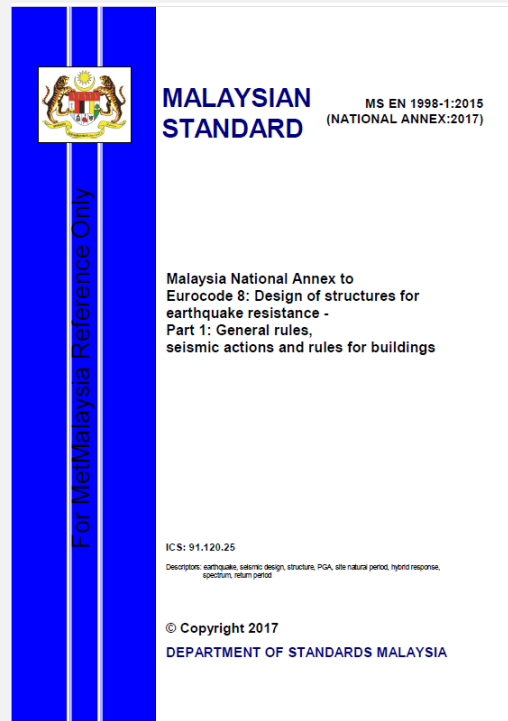 MALAYSIAN
STANDARD
MS EN 1998-1:2015
(NATIONAL ANNEX:2017)
For MetMalaysia Reference Only
Malaysia National Annex to
Eurocode 8: Design of structures for
earthquake resistance -
Part 1: General rules,
seismic actions and rules for buildings
ICS: 91.120.25
Descriptors: earthquake, seismic design, structure, PGA, site natural period, hybrid response,
spectrum, return period
© Copyright 2017
DEPARTMENT OF STANDARDS MALAYSIA